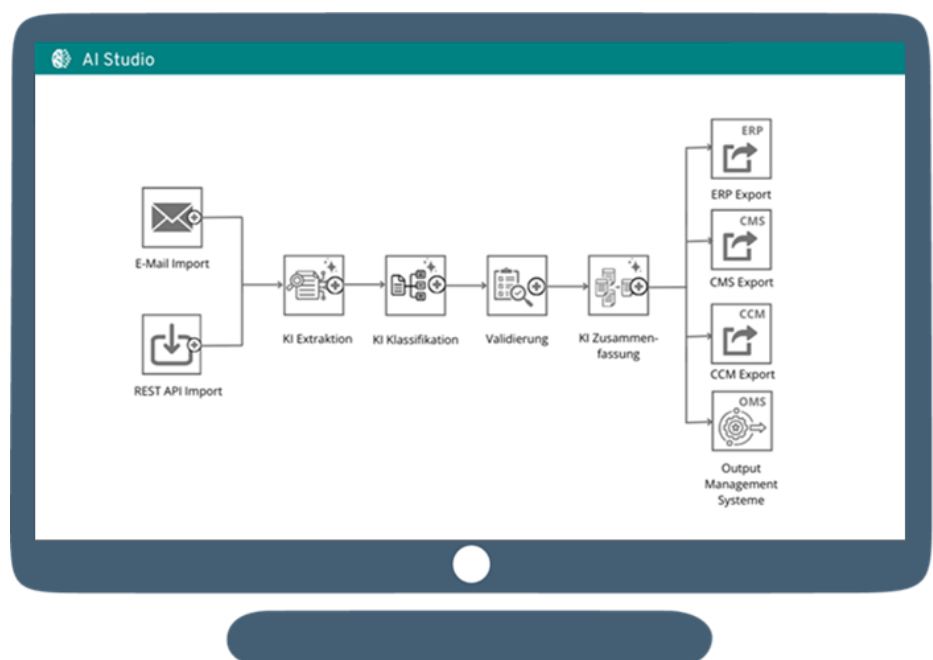 AI Studio
ERP
ERP Export
CMS
E-Mail Import
CMS Export
CCM
KI Extraktion
KI Klassifikation
Validierung
KI Zusammen-
fassung
CCM Export
REST API Import
OMS
Output
Management
Systeme